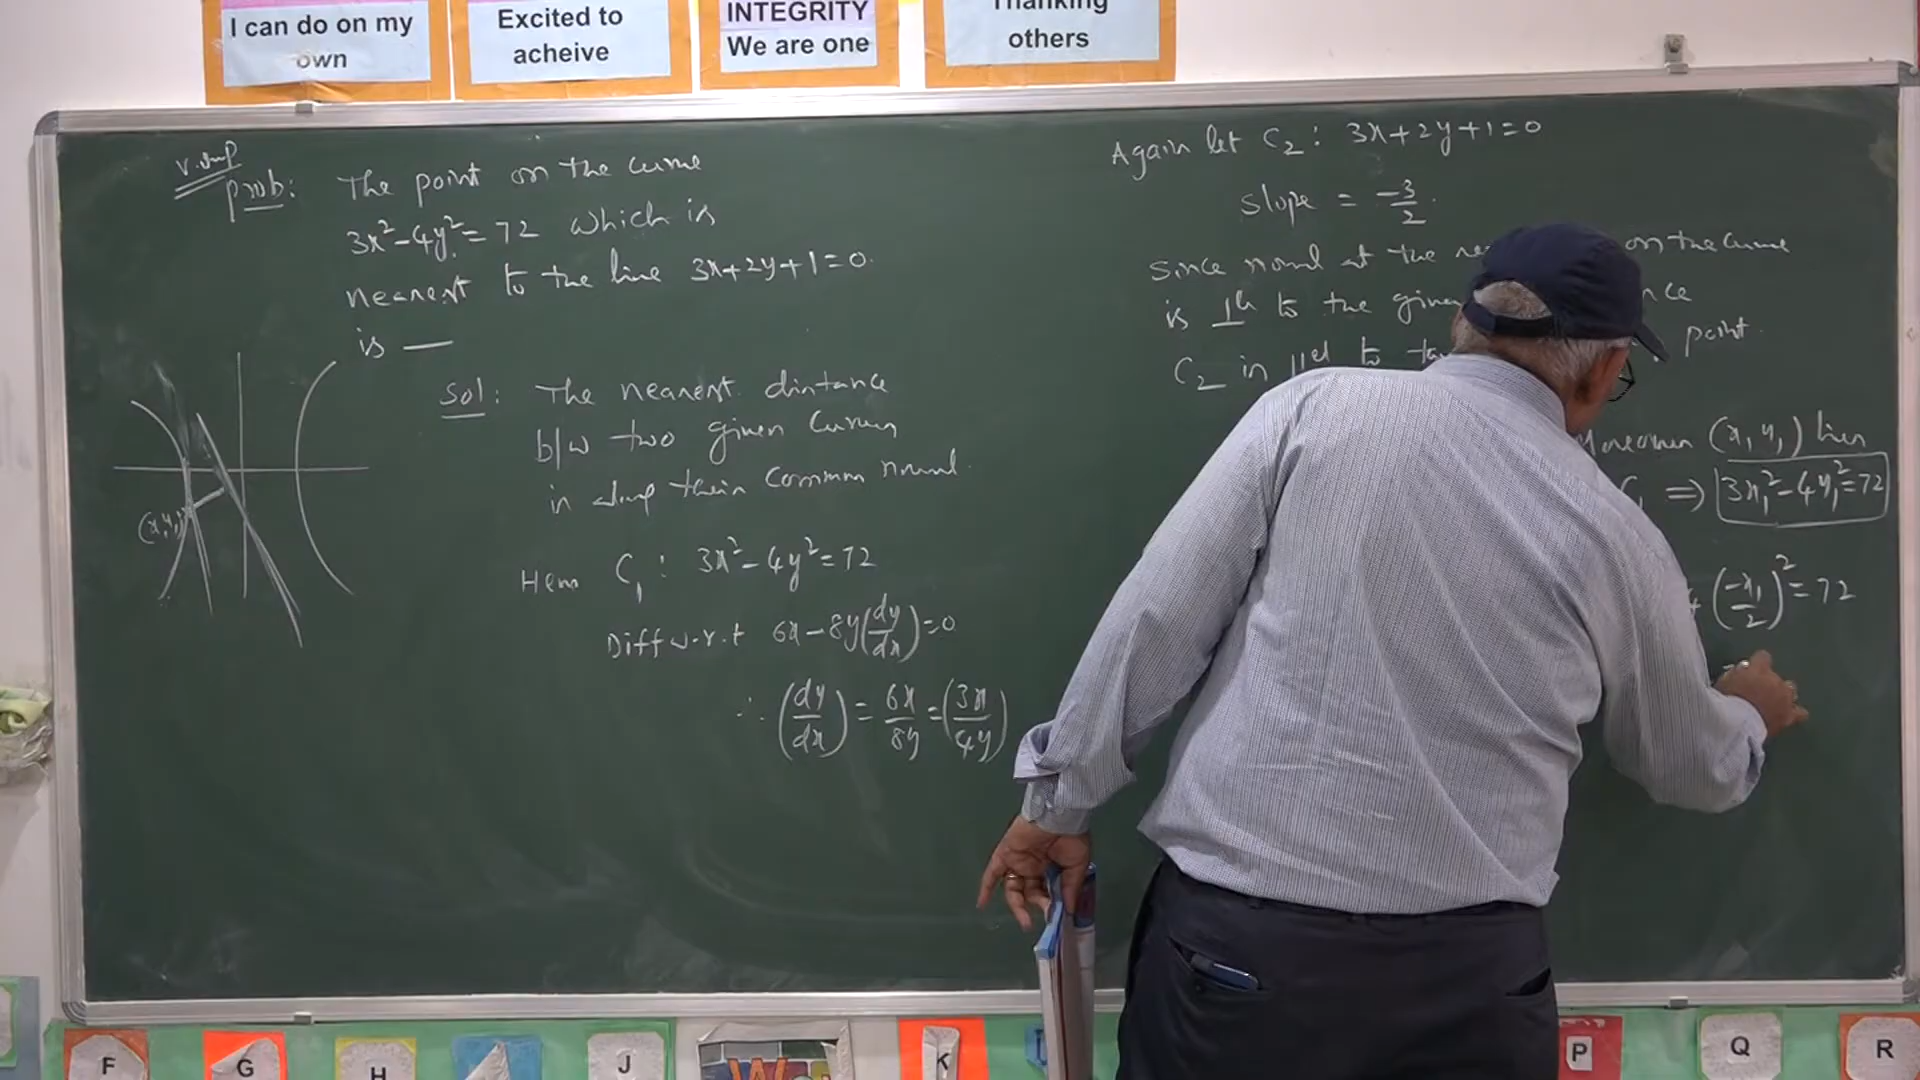 I can do on my
own
Excited to
acheive
INTEGRITY
We are one
Thanking
others
V.Imp
prob: The point on the curve
3x²-4y²=72 which is
nearest to the line 3x+2y+1=0.
is —
(x,y,)
Sol: The nearest distance
b/w two given curves
is along their common normal.
Here C₁: 3x²-4y²=72
Diff w.r.t 6x-8y(dy/dx)=0
∴ (dy/dx) = 6x/8y = (3x/4y)
Again let C₂: 3x+2y+1=0
slope = -3/2.
since normal at the on the curve
is ⊥ʳ to the given
C₂ is ||el to point.
Moreover (x₁,y₁) lies
C₁ ⇒ 3x₁²-4y₁²=72
(-x₁/2)²=72
F
G
H
J
K
P
Q
R